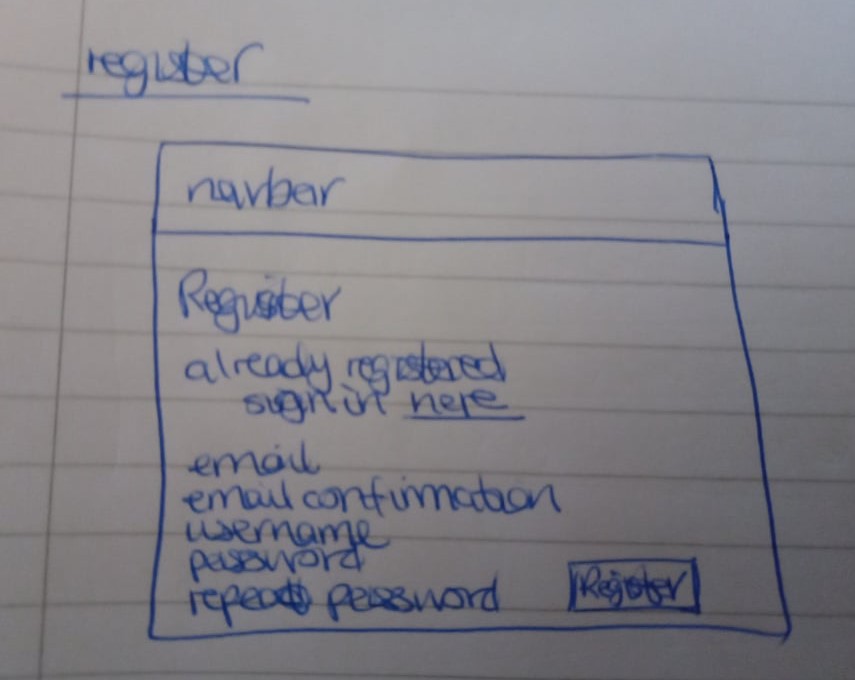 register
navbar
Register
already registered
sign in here
email
email confirmation
username
password
repeat password
Register